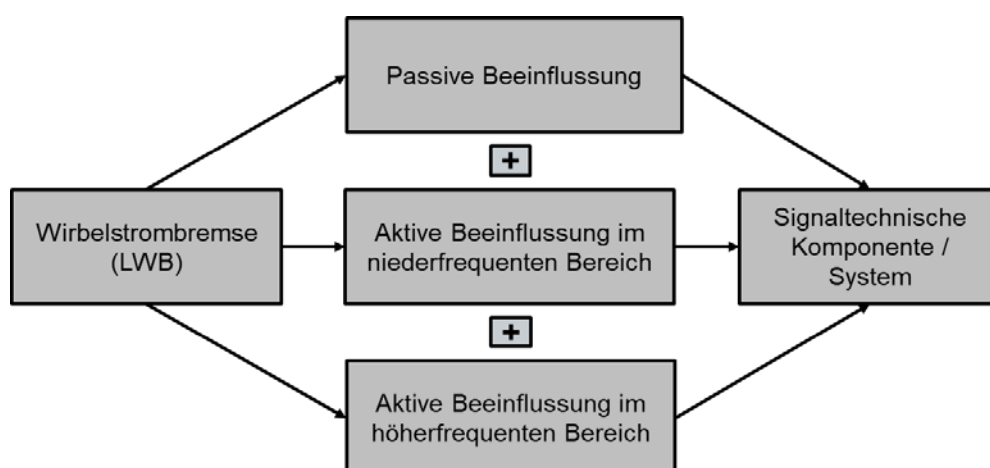 Passive Beeinflussung
+
Wirbelstrombremse
(LWB)
Aktive Beeinflussung im
niederfrequenten Bereich
Signaltechnische
Komponente /
System
+
Aktive Beeinflussung im
höherfrequenten Bereich